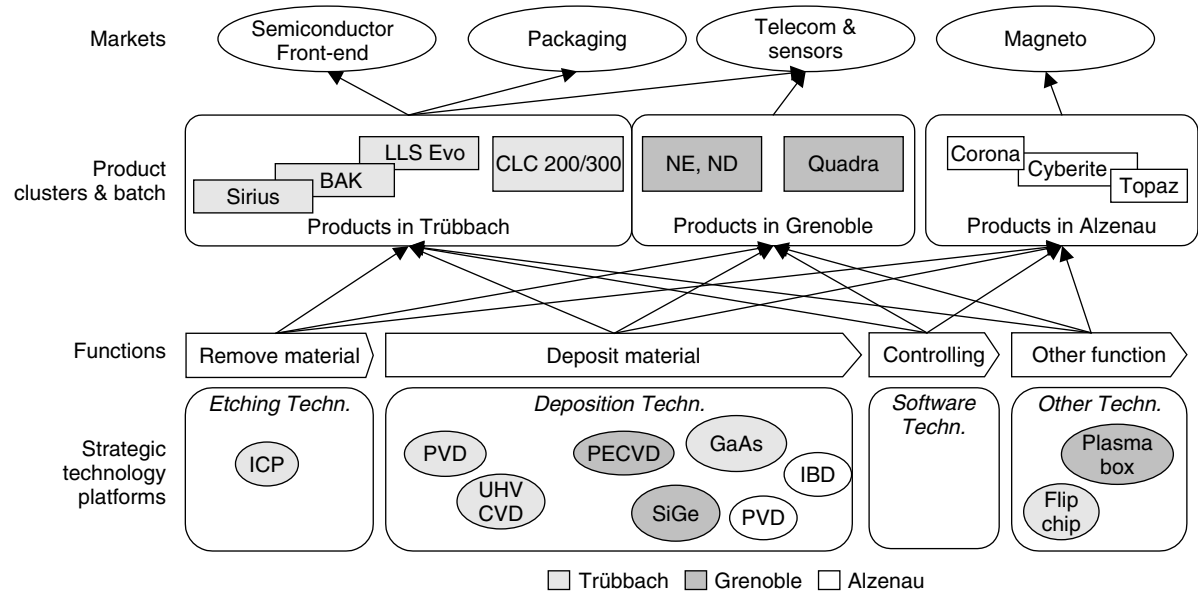 Markets
Semiconductor
Front-end
Packaging
Telecom &
sensors
Magneto
Product
clusters & batch
LLS Evo
BAK
Sirius
CLC 200/300
Products in Trübbach
NE, ND
Quadra
Products in Grenoble
Corona
Cyberite
Topaz
Products in Alzenau
Functions
Remove material
Deposit material
Controlling
Other function
Strategic
technology
platforms
Etching Techn.
ICP
Deposition Techn.
PVD
UHV
CVD
PECVD
GaAs
SiGe
IBD
PVD
Software
Techn.
Other Techn.
Plasma
box
Flip
chip
Trübbach
Grenoble
Alzenau